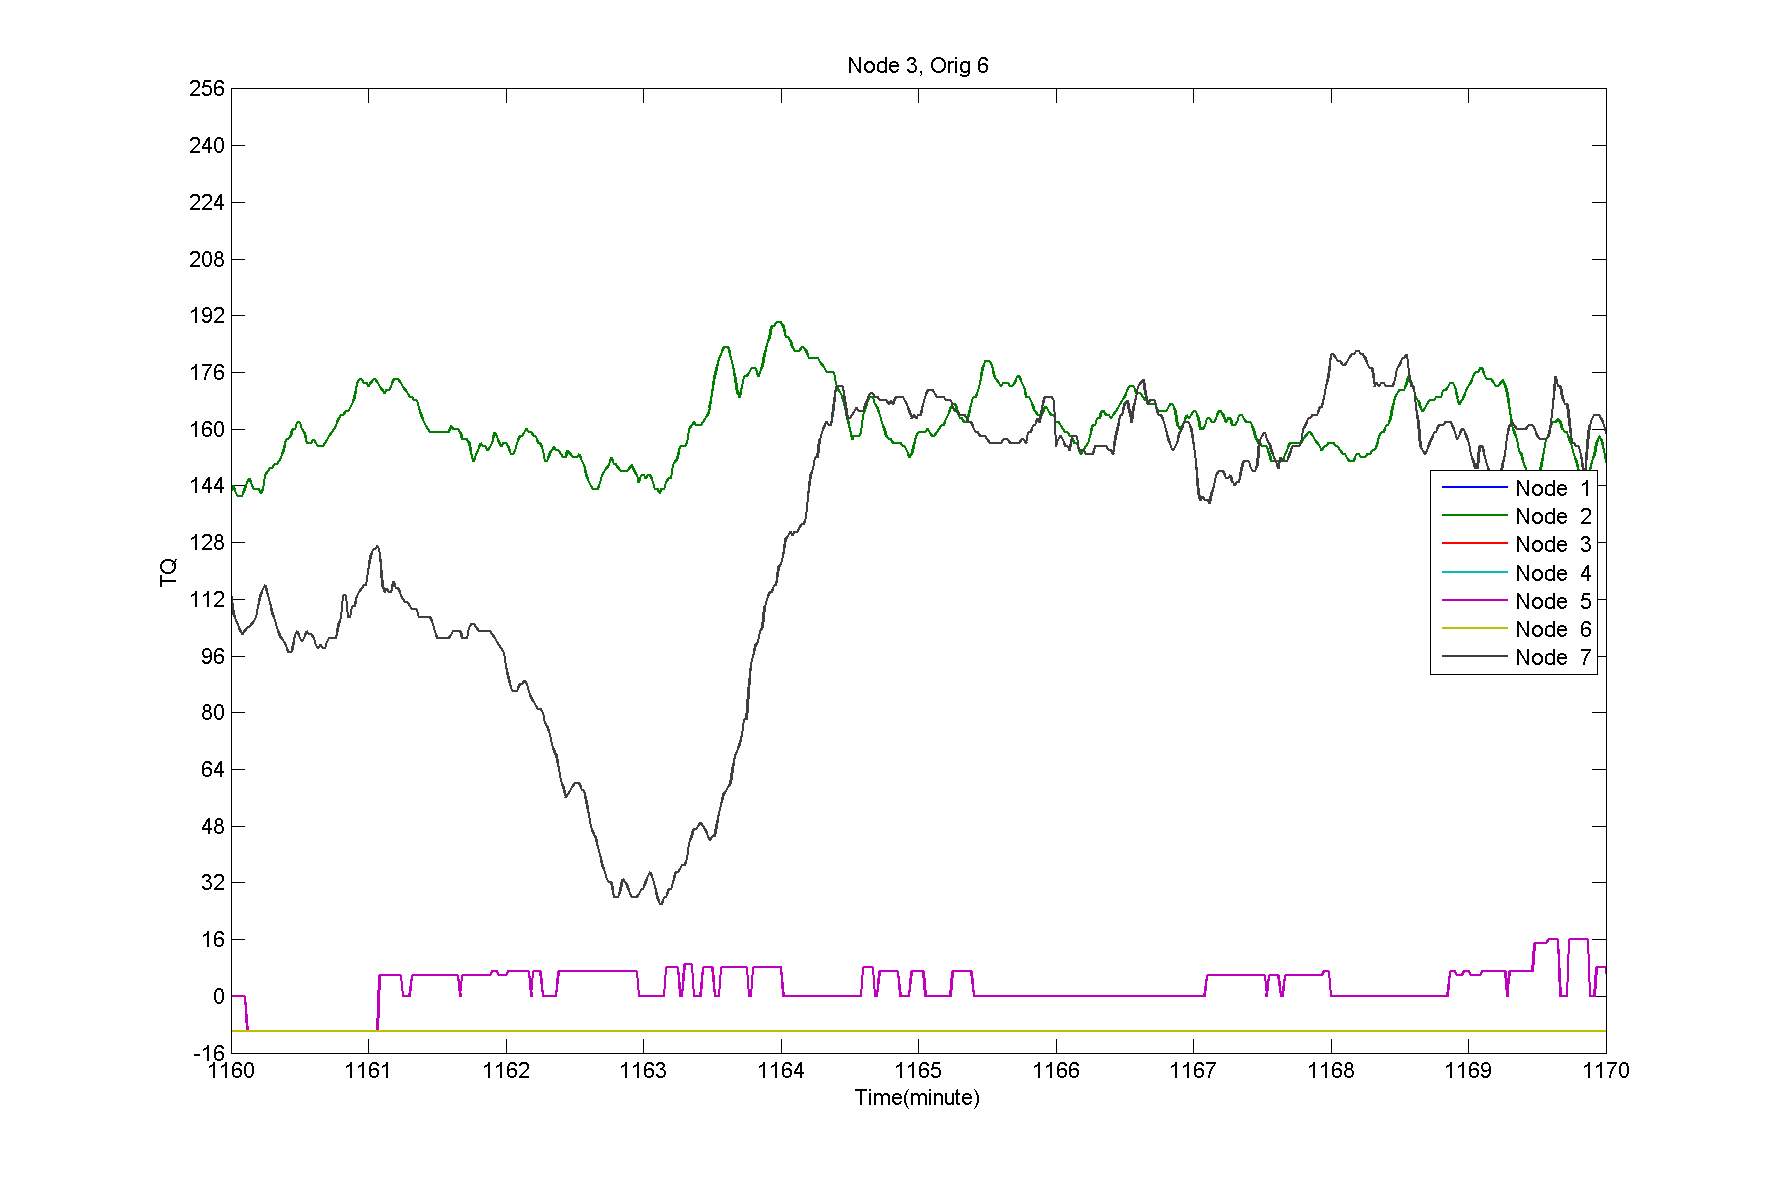 Node 3, Orig 6
256
240
224
208
192
176
160
144
128
112
96
80
64
48
32
16
0
-16
TQ
Node 1
Node 2
Node 3
Node 4
Node 5
Node 6
Node 7
1160 1161 1162 1163 1164 1165 1166 1167 1168 1169 1170
Time(minute)